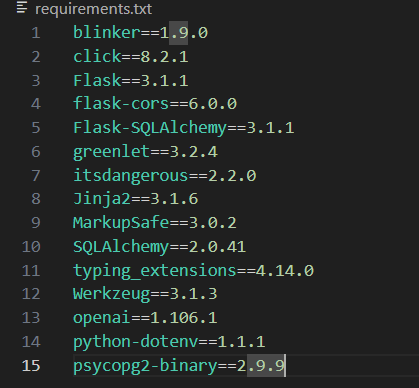 requirements.txt
1 blinker==1.9.0
2 click==8.2.1
3 Flask==3.1.1
4 flask-cors==6.0.0
5 Flask-SQLAlchemy==3.1.1
6 greenlet==3.2.4
7 itsdangerous==2.2.0
8 Jinja2==3.1.6
9 MarkupSafe==3.0.2
10 SQLAlchemy==2.0.41
11 typing_extensions==4.14.0
12 Werkzeug==3.1.3
13 openai==1.106.1
14 python-dotenv==1.1.1
15 psycopg2-binary==2.9.9